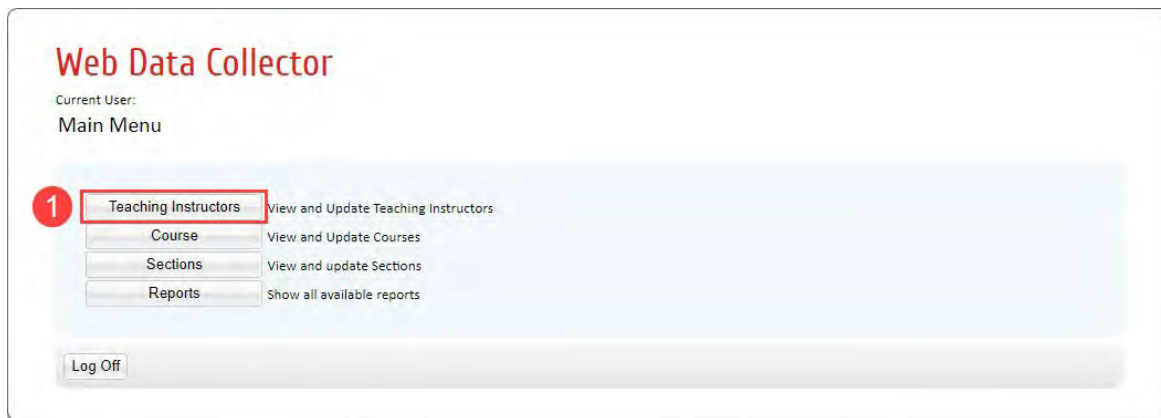 Web Data Collector
Current User:
Main Menu
1 Teaching Instructors View and Update Teaching Instructors
Course View and Update Courses
Sections View and update Sections
Reports Show all available reports
Log Off